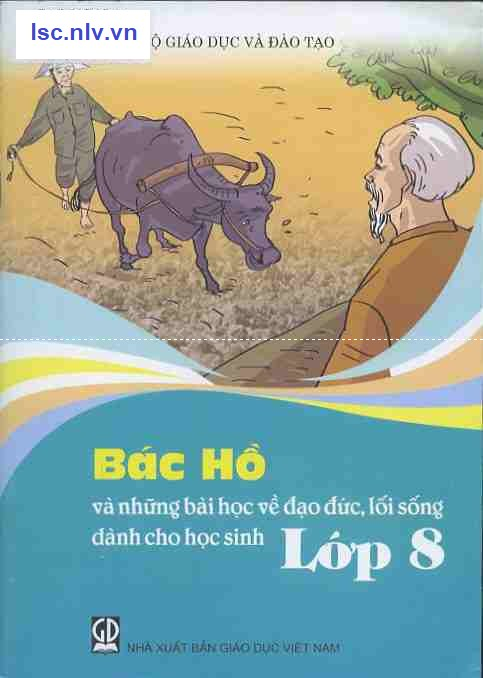 lsc.nlv.vn
Ộ GIÁO DỤC VÀ ĐÀO TẠO
Bác Hồ
và những bài học về đạo đức, lối sống
dành cho học sinh Lớp 8
GD
NHÀ XUẤT BẢN GIÁO DỤC VIỆT NAM